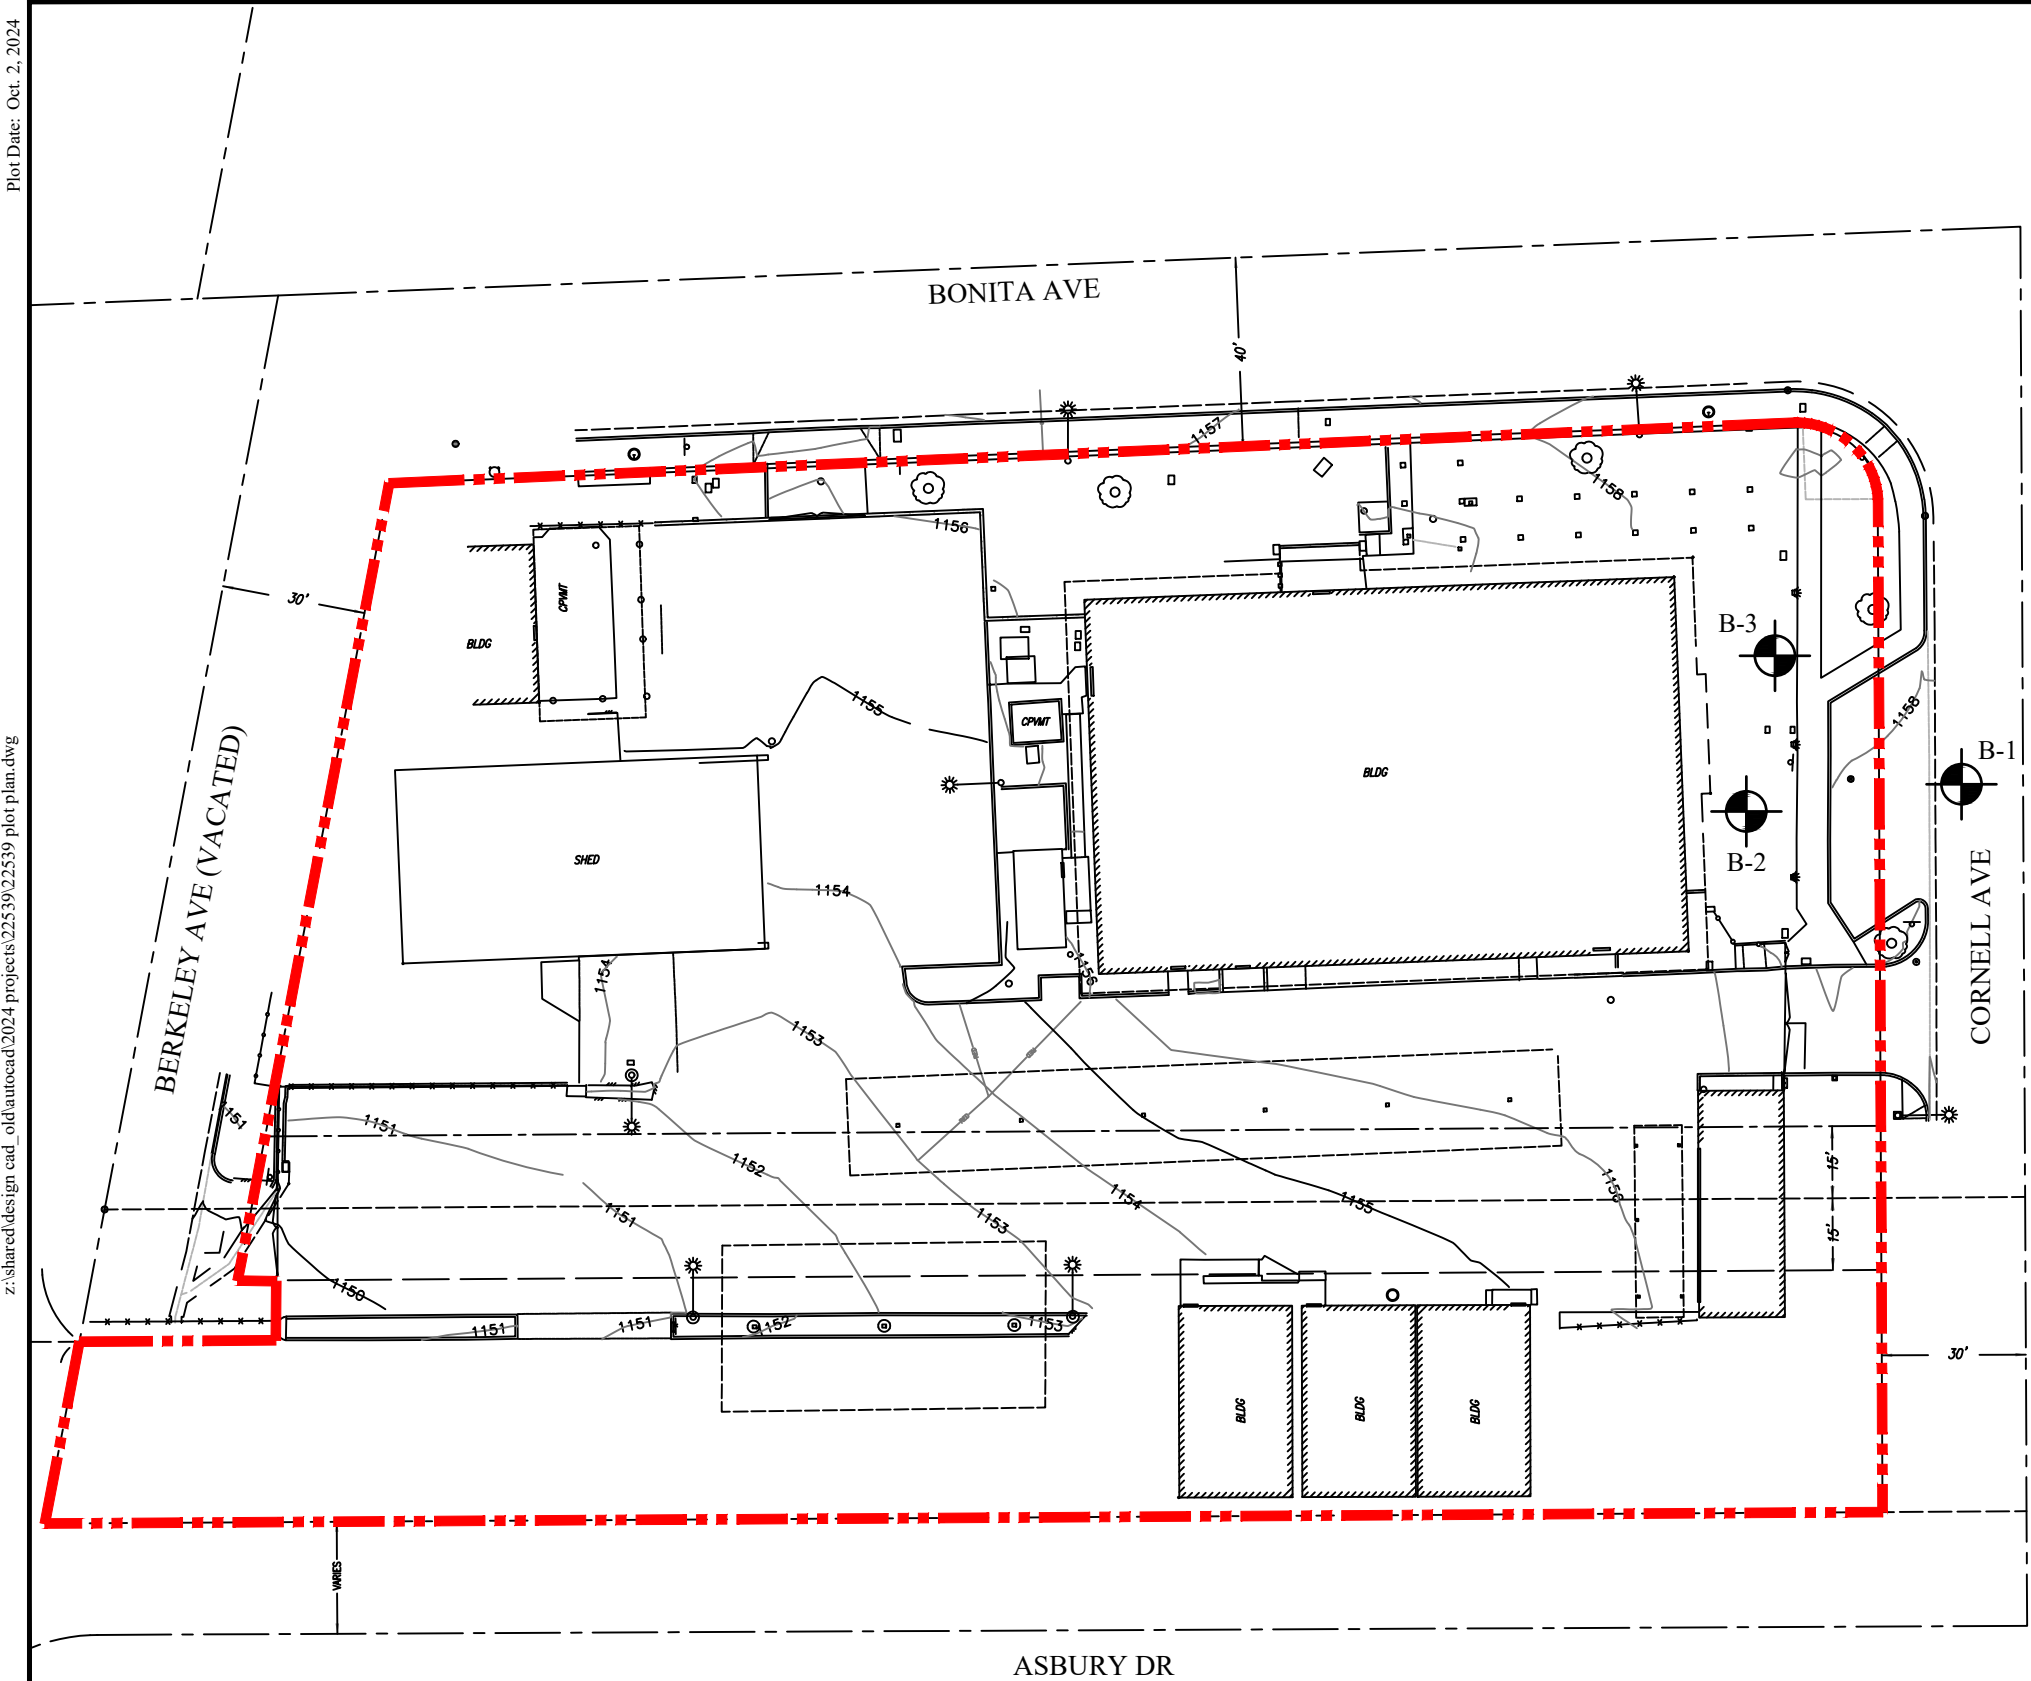 Plot Date: Oct. 2, 2024
z:\shared\design cad_old\autocad\2024 projects\22539\22539 plot plan.dwg
BONITA AVE
40'
1157
1158
1156
30'
CPVMT
BLDG
B-3
1155
CPVMT
1158
B-1
BLDG
BERKELEY AVE (VACATED)
SHED
1154
B-2
CORNELL AVE
1154
1156
1153
1151
1151
1152
1154
1155
1156
15'
1151
1153
15'
1150
1151
1151
1152
1153
30'
BLDG
BLDG
BLDG
VARIES
ASBURY DR